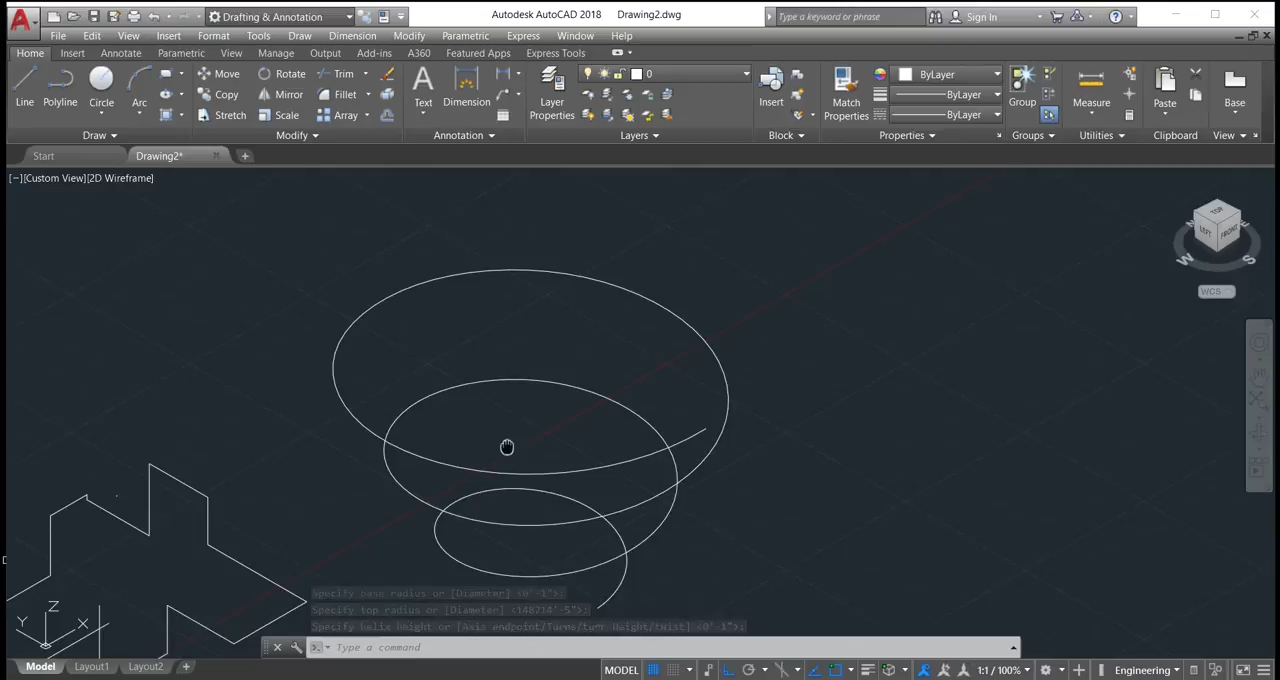 Drafting & Annotation
Autodesk AutoCAD 2018 Drawing2.dwg
Type a keyword or phrase
Sign In
File Edit View Insert Format Tools Draw Dimension Modify Parametric Express Window Help
Home Insert Annotate Parametric View Manage Output Add-ins A360 Featured Apps Express Tools
Line
Polyline
Circle
Arc
Move
Rotate
Trim
Copy
Mirror
Fillet
Stretch
Scale
Array
Text
Dimension
Layer Properties
0
Insert
Match Properties
ByLayer
ByLayer
ByLayer
Group
Measure
Paste
Base
Draw Modify Annotation Layers Block Properties Groups Utilities Clipboard View
Start Drawing2* +
[−][Custom View][2D Wireframe]
TOP
LEFT
FRONT
N
E
W
S
WCS
Specify base radius or [Diameter] <0'-1">:
Specify top radius or [Diameter] <148214'-5">:
Specify helix height or [Axis endpoint/Turns/turn Height/tWist] <0'-1">:
Z
Y
X
Type a command
Model Layout1 Layout2 +
MODEL
1:1 / 100%
Engineering